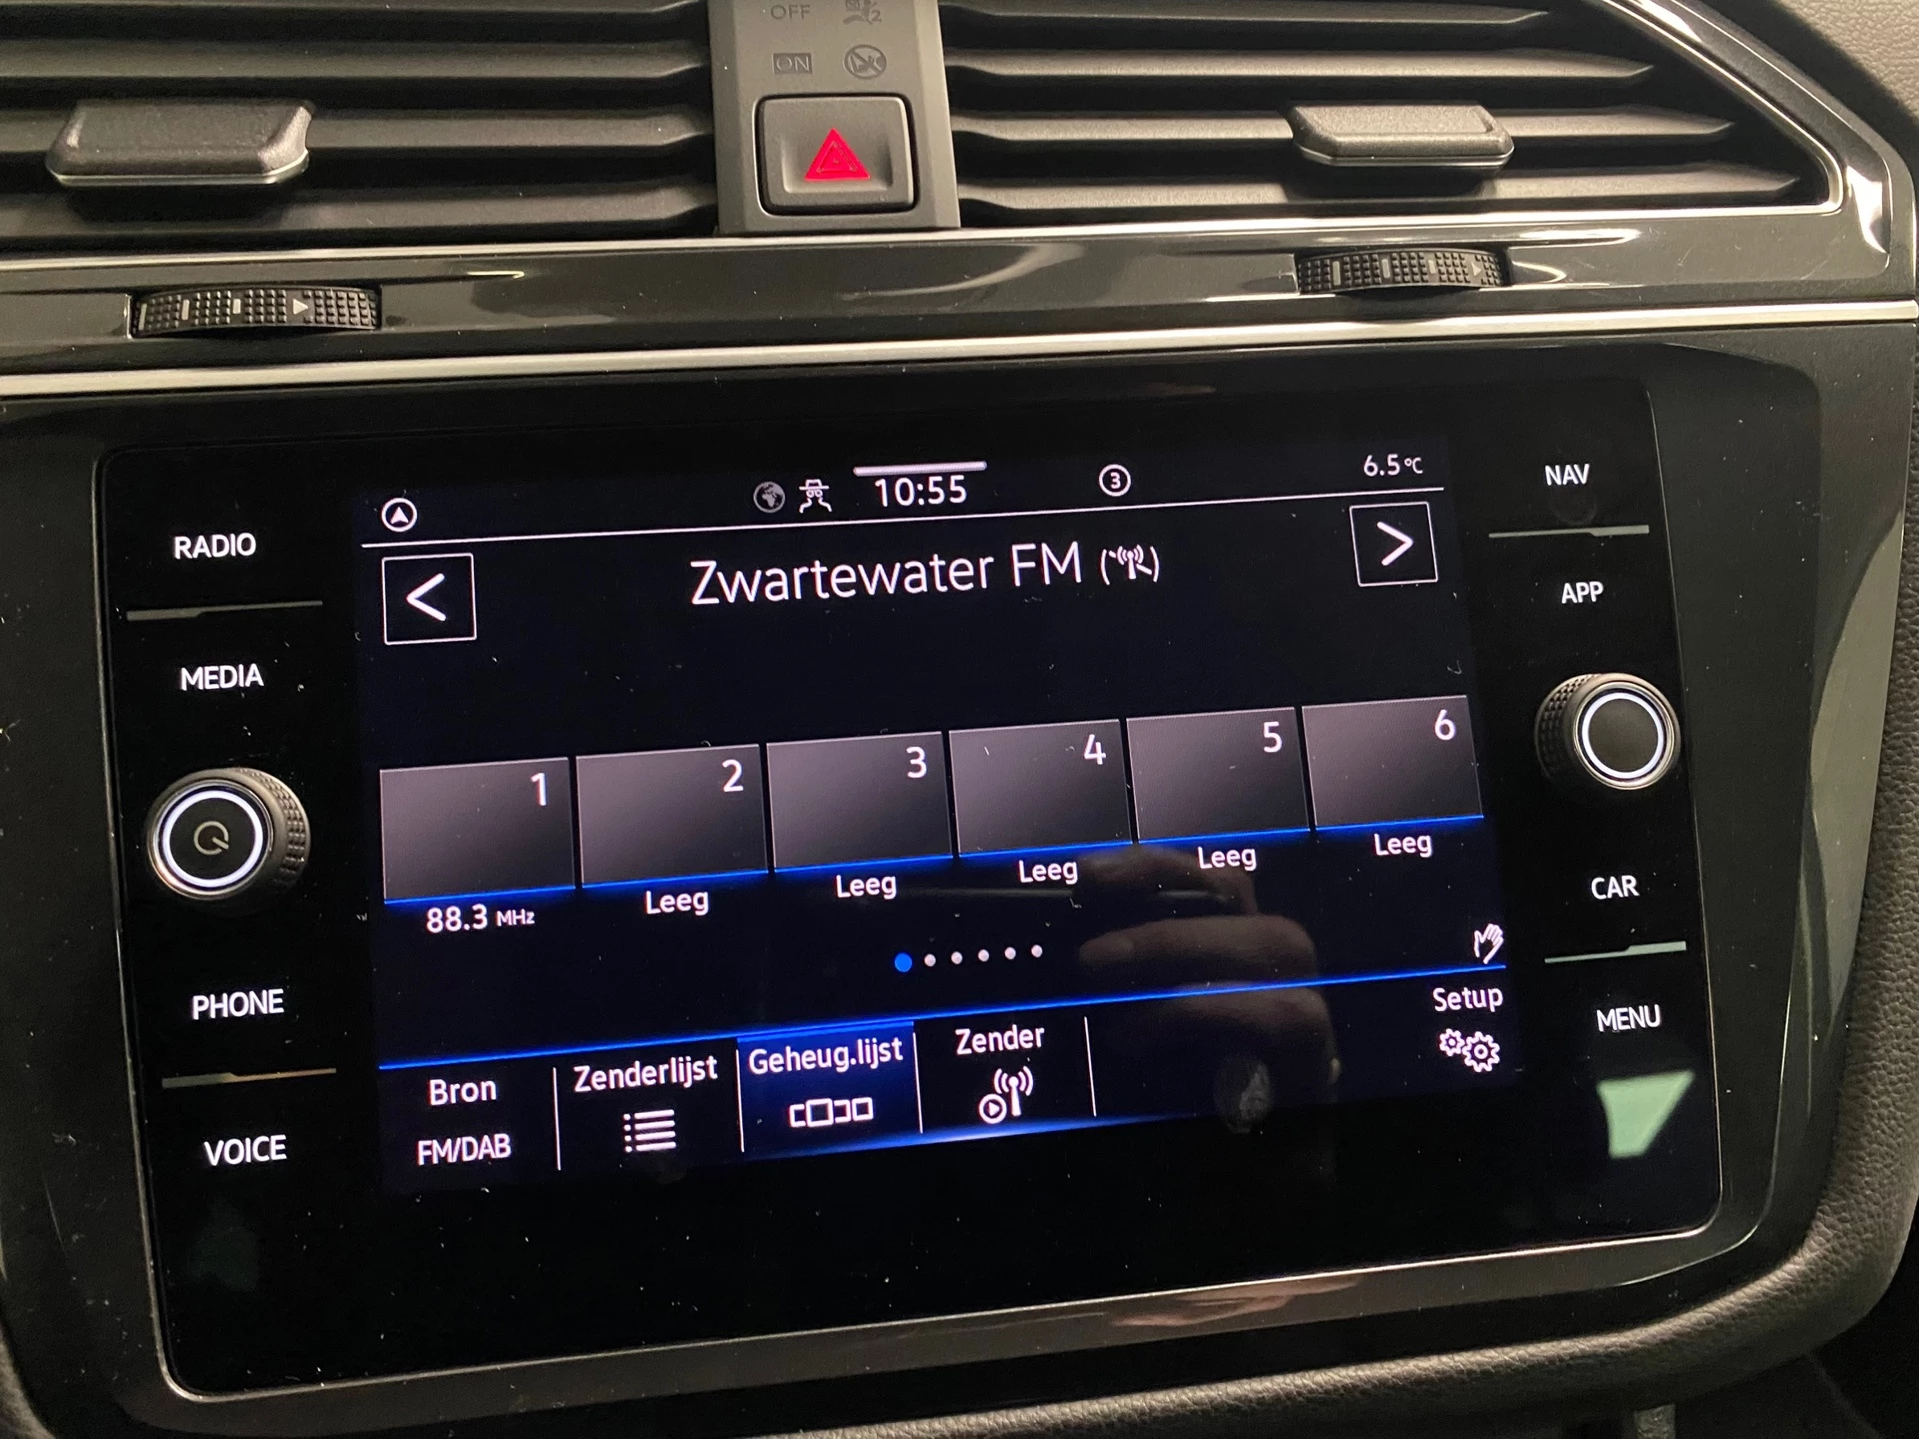 OFF
ON
10:55
3
6.5 °C
Zwartewater FM
RADIO
MEDIA
PHONE
VOICE
NAV
APP
CAR
MENU
1 2 3 4 5 6
88.3 MHz Leeg Leeg Leeg Leeg Leeg
Bron
FM/DAB
Zenderlijst
Geheug.lijst
Zender
Setup